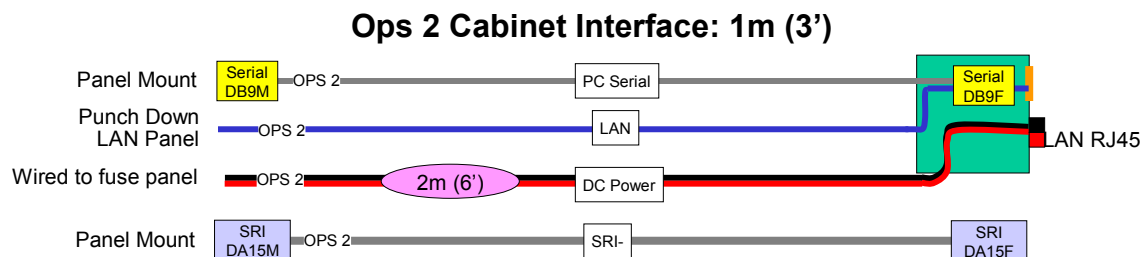 Ops 2 Cabinet Interface: 1m (3’)
Panel Mount
Serial
DB9M
OPS 2
PC Serial
Serial
DB9F
Punch Down
LAN Panel
OPS 2
LAN
LAN RJ45
Wired to fuse panel
OPS 2
2m (6’)
DC Power
Panel Mount
SRI
DA15M
OPS 2
SRI-
SRI
DA15F